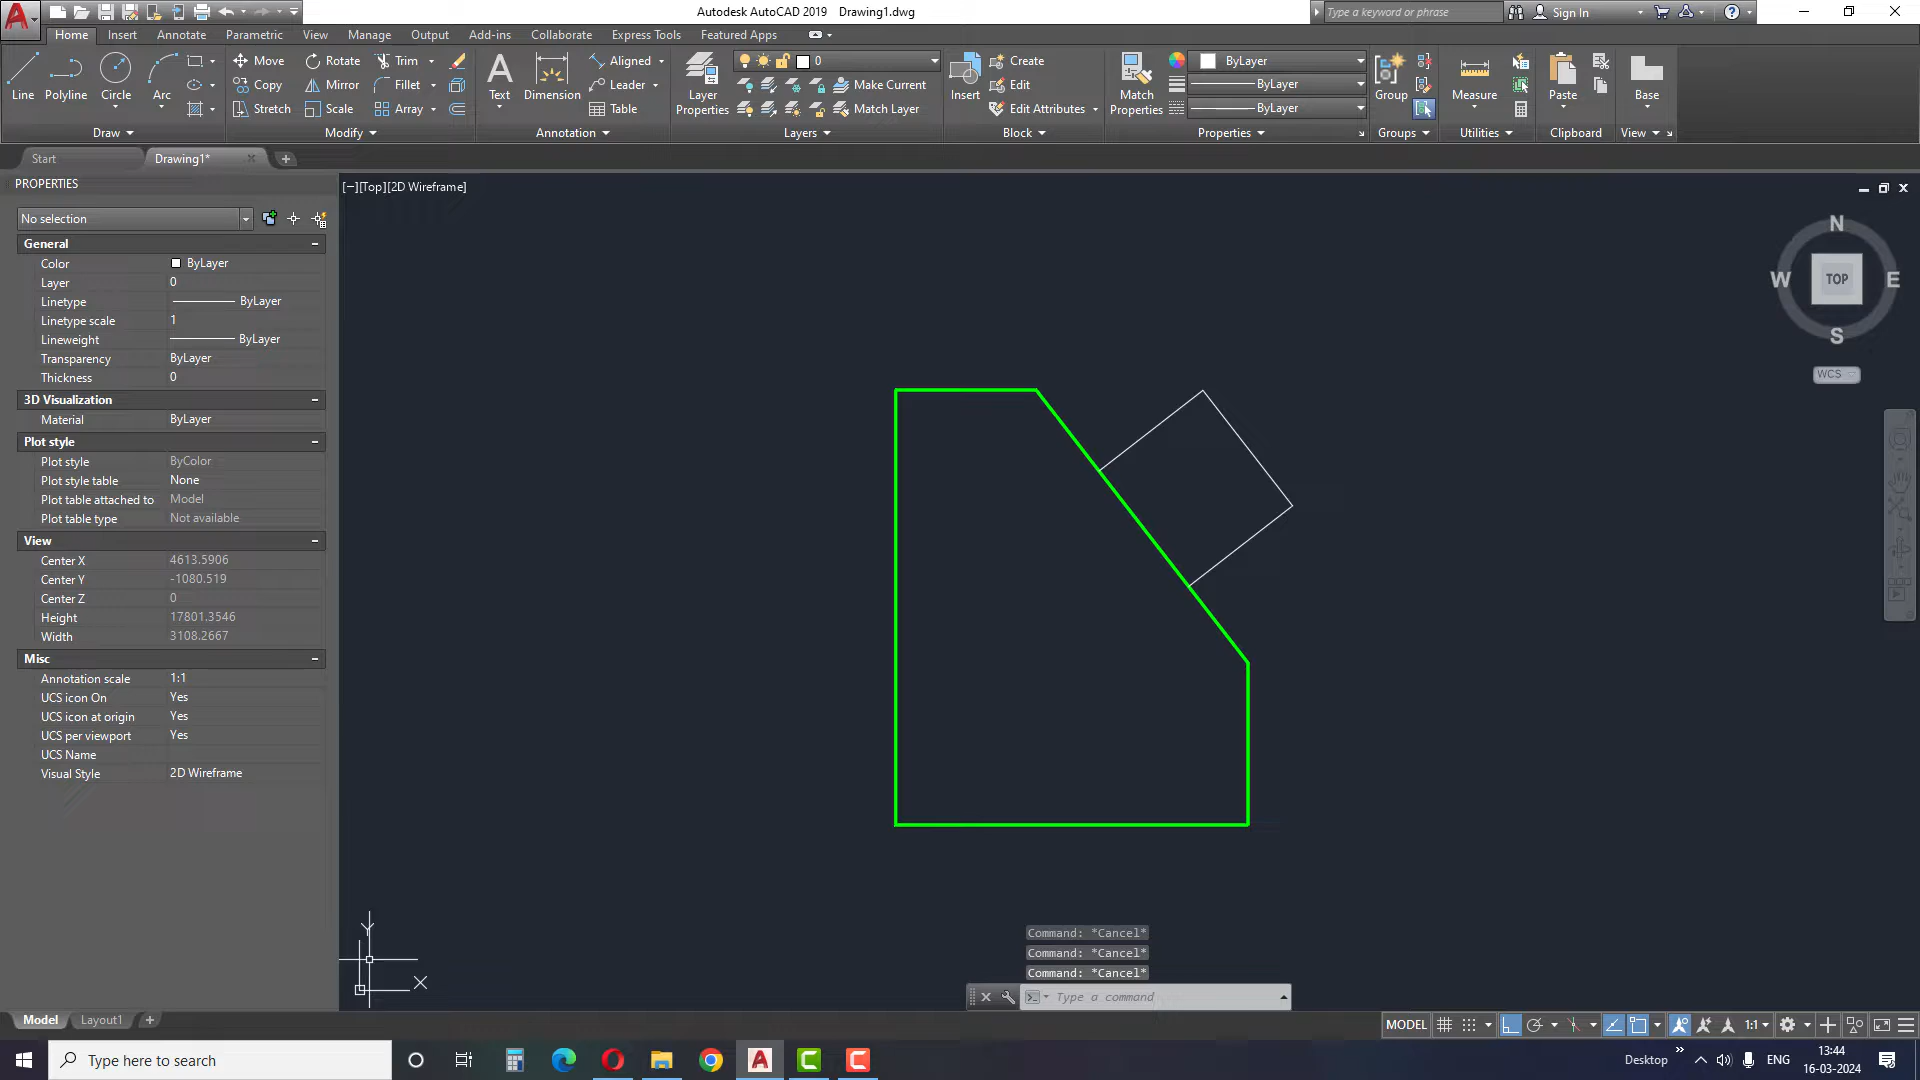 Autodesk AutoCAD 2019 Drawing1.dwg
Type a keyword or phrase
Sign In
Home Insert Annotate Parametric View Manage Output Add-ins Collaborate Express Tools Featured Apps
Line
Polyline
Circle
Arc
Draw
Move
Rotate
Trim
Copy
Mirror
Fillet
Stretch
Scale
Array
Modify
Text
Dimension
Aligned
Leader
Table
Annotation
Layer
Properties
0
Make Current
Match Layer
Layers
Insert
Create
Edit
Edit Attributes
Block
Match
Properties
ByLayer
ByLayer
ByLayer
Properties
Group
Groups
Measure
Utilities
Paste
Clipboard
Base
View
Start
Drawing1*
PROPERTIES
No selection
General
Color ByLayer
Layer 0
Linetype ByLayer
Linetype scale 1
Lineweight ByLayer
Transparency ByLayer
Thickness 0
3D Visualization
Material ByLayer
Plot style
Plot style ByColor
Plot style table None
Plot table attached to Model
Plot table type Not available
View
Center X 4613.5906
Center Y -1080.519
Center Z 0
Height 17801.3546
Width 3108.2667
Misc
Annotation scale 1:1
UCS icon On Yes
UCS icon at origin Yes
UCS per viewport Yes
UCS Name
Visual Style 2D Wireframe
[−][Top][2D Wireframe]
N
W TOP E
S
WCS
Y
X
Command: *Cancel*
Command: *Cancel*
Command: *Cancel*
Type a command
Model Layout1
MODEL
1:1
Type here to search
Desktop
ENG
13:44
16-03-2024